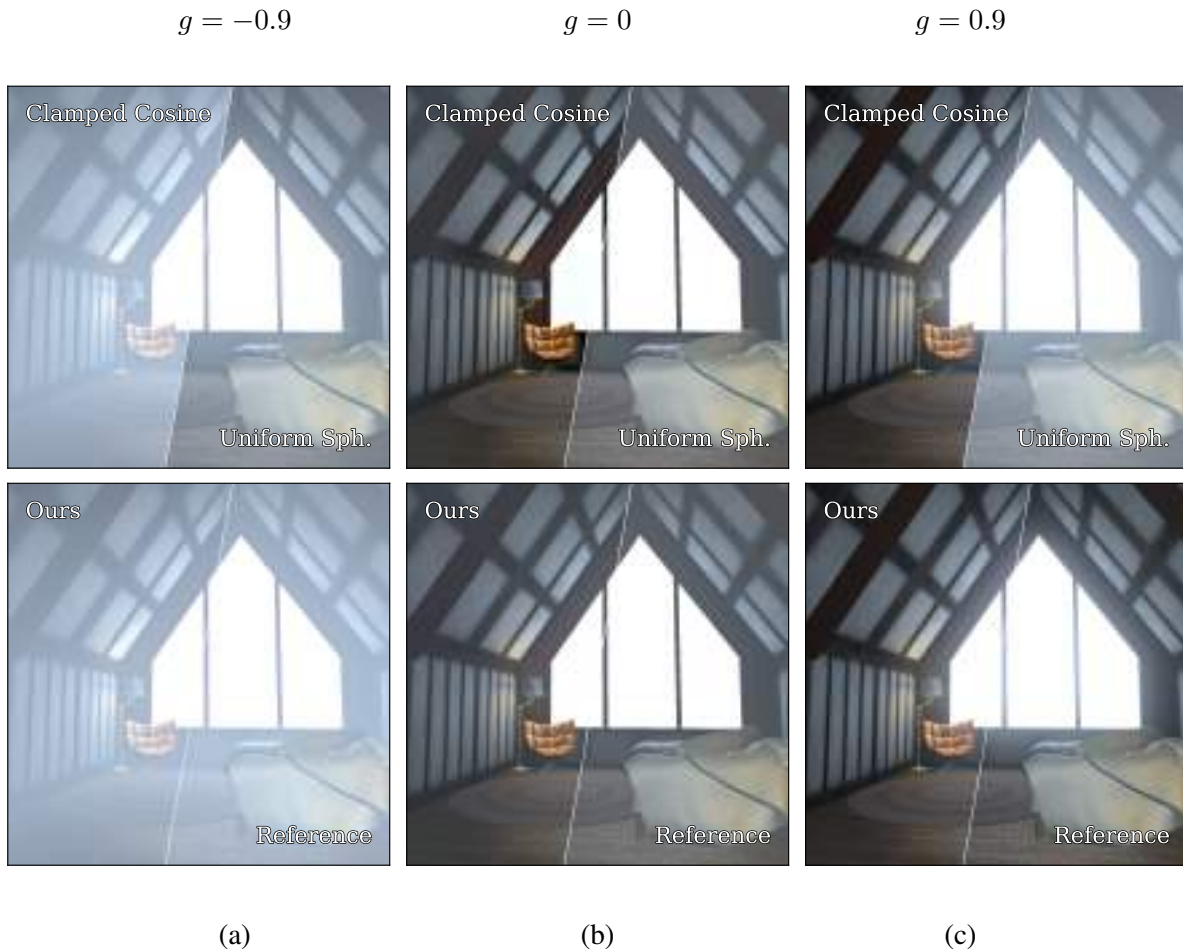 g = −0.9
g = 0
g = 0.9
Clamped Cosine
Uniform Sph.
Clamped Cosine
Uniform Sph.
Clamped Cosine
Uniform Sph.
Ours
Reference
Ours
Reference
Ours
Reference
(a)
(b)
(c)